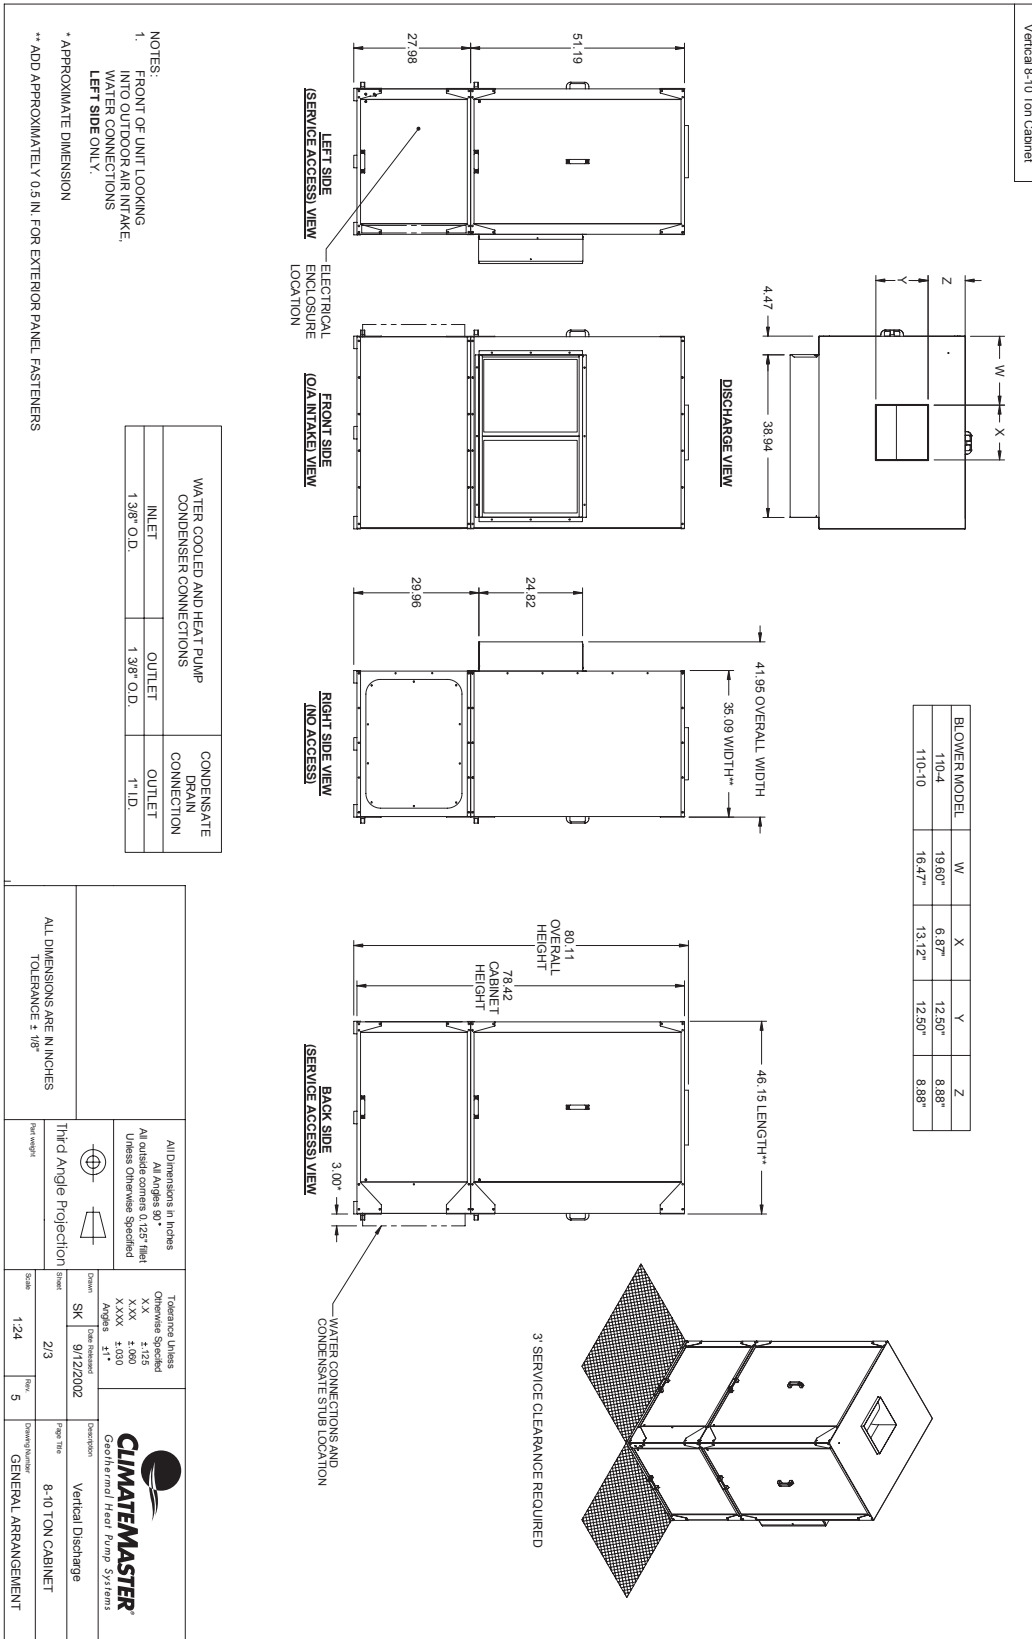 Vertical 8-10 Ton Cabinet
BLOWER MODEL W X Y Z
110-4 19.60" 6.87" 12.50" 8.88"
110-10 16.47" 13.12" 12.50" 8.88"
W
X
Z
Y
4.47
38.94
DISCHARGE VIEW
51.19
27.98
LEFT SIDE
(SERVICE ACCESS) VIEW
ELECTRICAL
ENCLOSURE
LOCATION
FRONT SIDE
(O/A INTAKE) VIEW
41.95 OVERALL WIDTH
35.09 WIDTH**
24.82
29.96
RIGHT SIDE VIEW
(NO ACCESS)
80.11
OVERALL
HEIGHT
78.42
CABINET
HEIGHT
46.15 LENGTH**
BACK SIDE
(SERVICE ACCESS) VIEW
3.00*
WATER CONNECTIONS AND
CONDENSATE STUB LOCATION
3' SERVICE CLEARANCE REQUIRED
NOTES:
1. FRONT OF UNIT LOOKING
INTO OUTDOOR AIR INTAKE,
WATER CONNECTIONS
LEFT SIDE ONLY.
* APPROXIMATE DIMENSION
** ADD APPROXIMATELY 0.5 IN. FOR EXTERIOR PANEL FASTENERS
WATER COOLED AND HEAT PUMP
CONDENSER CONNECTIONS
CONDENSATE
DRAIN
CONNECTION
INLET OUTLET OUTLET
1 3/8" O.D. 1 3/8" O.D. 1" I.D.
ALL DIMENSIONS ARE IN INCHES
TOLERANCE ± 1/8"
All Dimensions in Inches
All Angles 90°
All outside corners 0.125" fillet
Unless Otherwise Specified
Third Angle Projection
Part weight
Tolerance Unless
Otherwise Specified
X.X ±.125
X.XX ±.060
X.XXX ±.030
Angles ±1°
Drawn
SK
Date Released
9/12/2002
Sheet
2/3
Scale
1:24
Rev.
5
CLIMATEMASTER®
Geothermal Heat Pump Systems
Description
Vertical Discharge
Page Title
8-10 TON CABINET
Drawing Number
GENERAL ARRANGEMENT